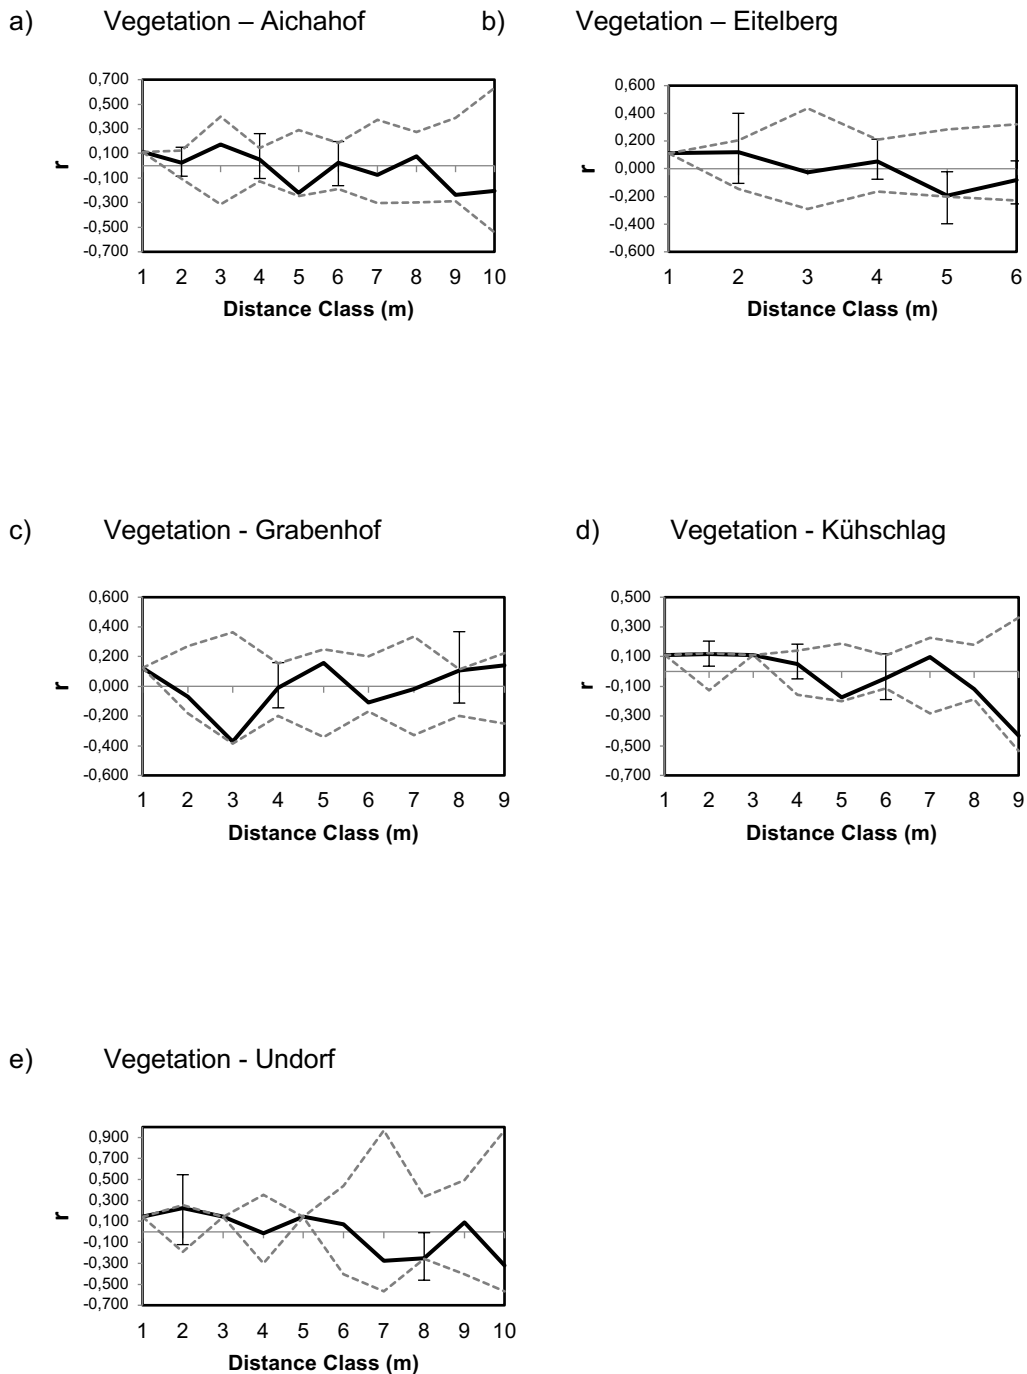 a) Vegetation – Aichahof
b) Vegetation – Eitelberg
0,700
0,500
0,300
0,100
-0,100
-0,300
-0,500
-0,700
r
1 2 3 4 5 6 7 8 9 10
Distance Class (m)
0,600
0,400
0,200
0,000
-0,200
-0,400
-0,600
r
1 2 3 4 5 6
Distance Class (m)
c) Vegetation - Grabenhof
d) Vegetation - Kühschlag
0,600
0,400
0,200
0,000
-0,200
-0,400
-0,600
r
1 2 3 4 5 6 7 8 9
Distance Class (m)
0,500
0,300
0,100
-0,100
-0,300
-0,500
-0,700
r
1 2 3 4 5 6 7 8 9
Distance Class (m)
e) Vegetation - Undorf
0,900
0,700
0,500
0,300
0,100
-0,100
-0,300
-0,500
-0,700
r
1 2 3 4 5 6 7 8 9 10
Distance Class (m)